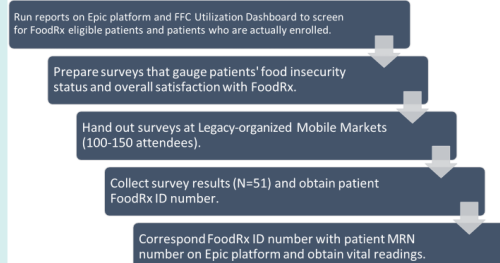 Run reports on Epic platform and FFC Utilization Dashboard to screen
for FoodRx eligible patients and patients who are actually enrolled.
Prepare surveys that gauge patients' food insecurity
status and overall satisfaction with FoodRx.
Hand out surveys at Legacy-organized Mobile Markets
(100-150 attendees).
Collect survey results (N=51) and obtain patient
FoodRx ID number.
Correspond FoodRx ID number with patient MRN
number on Epic platform and obtain vital readings.